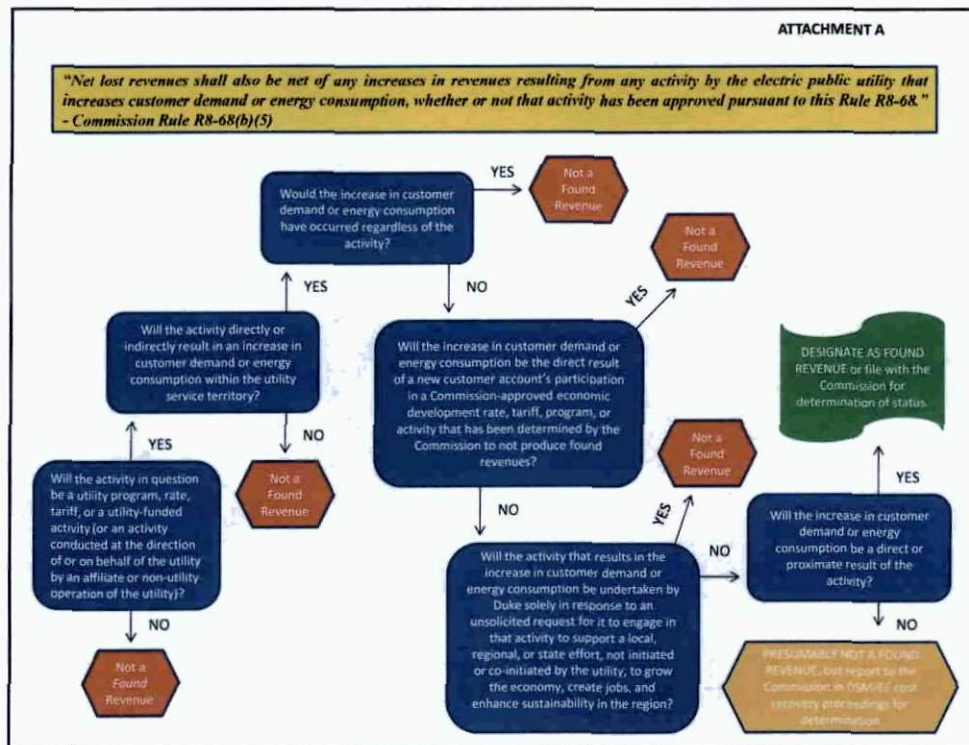 ATTACHMENT A
"Net lost revenues shall also be net of any increases in revenues resulting from any activity by the electric public utility that
increases customer demand or energy consumption, whether or not that activity has been approved pursuant to this Rule R8-68."
- Commission Rule R8-68(b)(5)
Would the increase in customer
demand or energy consumption
have occurred regardless of the
activity?
YES
Not a
Found
Revenue
NO
YES
Will the activity directly or
indirectly result in an increase in
customer demand or energy
consumption within the utility
service territory?
NO
Not a
Found
Revenue
YES
Will the activity in question
be a utility program, rate,
tariff, or a utility-funded
activity (or an activity
conducted at the direction
of or on behalf of the utility
by an affiliate or non-utility
operation of the utility)?
NO
Not a
Found
Revenue
Will the increase in customer demand or
energy consumption be the direct result
of a new customer account's participation
in a Commission-approved economic
development rate, tariff, program, or
activity that has been determined by the
Commission to not produce found
revenues?
YES
Not a
Found
Revenue
NO
Will the activity that results in the
increase in customer demand or
energy consumption be undertaken by
Duke solely in response to an
unsolicited request for it to engage in
that activity to support a local,
regional, or state effort, not initiated
or co-initiated by the utility, to
grow the economy, create jobs, and
enhance sustainability in the region?
YES
Not a
Found
Revenue
NO
Will the increase in customer
demand or energy
consumption be a direct or
proximate result of the
activity?
YES
DESIGNATE AS FOUND
REVENUE or file with the
Commission for
determination of status.
NO
PRESUMABLY NOT A FOUND
REVENUE, but report to the
Commission in DSM/EE cost
recovery proceedings for
determination